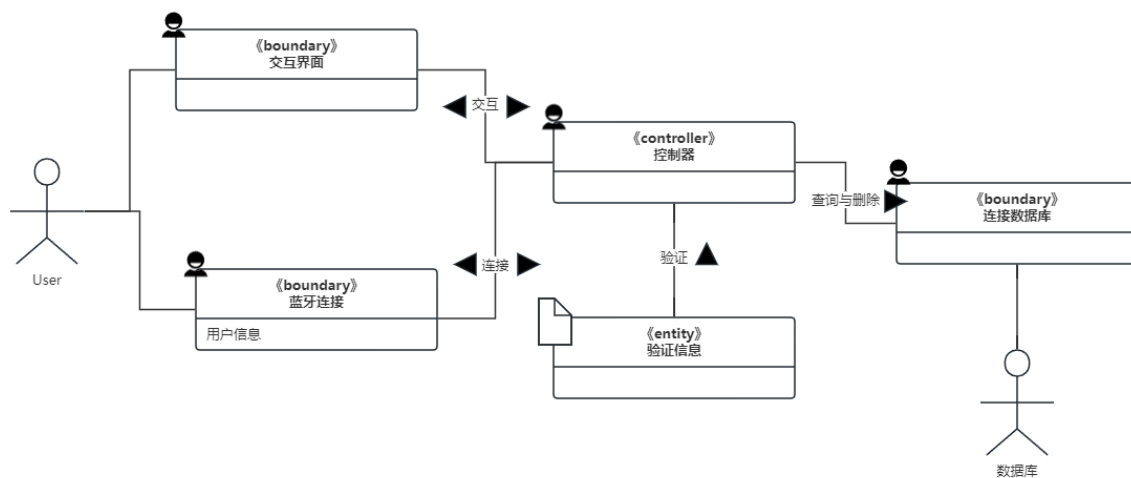 《boundary》
交互界面
交互
《controller》
控制器
《boundary》
连接数据库
查询与删除
User
《boundary》
蓝牙连接
用户信息
连接
验证
《entity》
验证信息
数据库